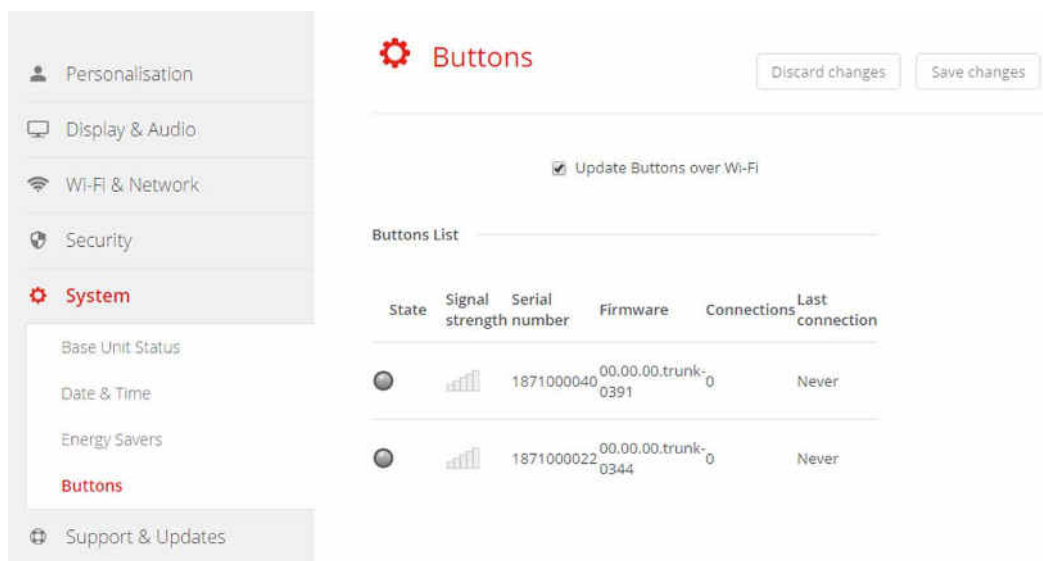 Personalisation
Display & Audio
Wi-Fi & Network
Security
System
Base Unit Status
Date & Time
Energy Savers
Buttons
Support & Updates
Buttons
Discard changes
Save changes
Update Buttons over Wi-Fi
Buttons List
State Signal strength Serial number Firmware Connections Last connection
1871000040 00.00.00.trunk-0391 0 Never
1871000022 00.00.00.trunk-0344 0 Never